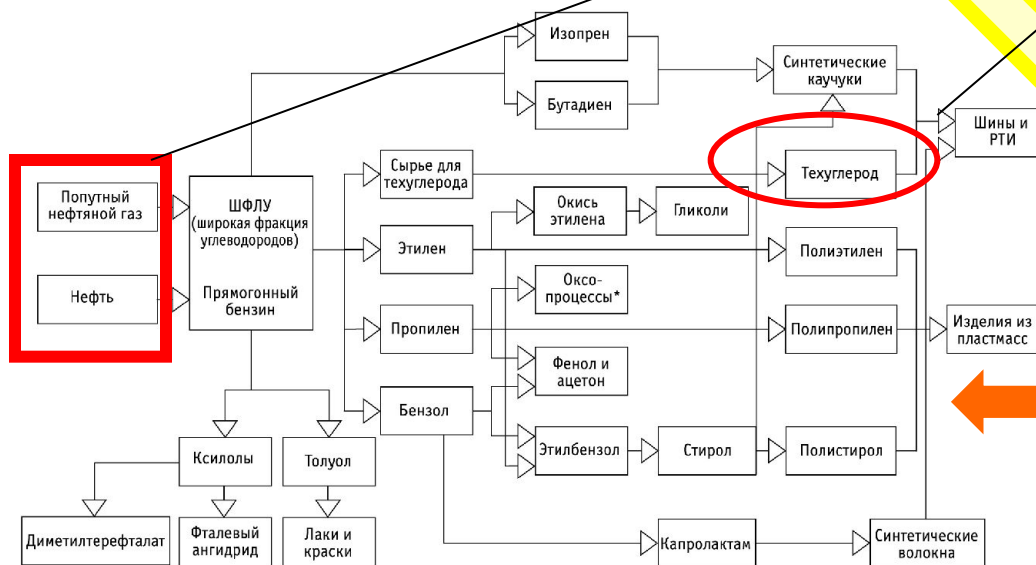 Изопрен
Бутадиен
Синтетические
каучуки
Шины и
РТИ
Попутный
нефтяной газ
Нефть
ШФЛУ
(широкая фракция
углеводородов)
Прямогонный
бензин
Сырье для
техуглерода
Техуглерод
Окись
этилена
Гликоли
Этилен
Полиэтилен
Оксо-
процессы*
Пропилен
Полипропилен
Изделия из
пластмасс
Фенол и
ацетон
Бензол
Этилбензол
Стирол
Полистирол
Ксилолы
Толуол
Диметилтерефталат
Фталевый
ангидрид
Лаки и
краски
Капролактам
Синтетические
волокна